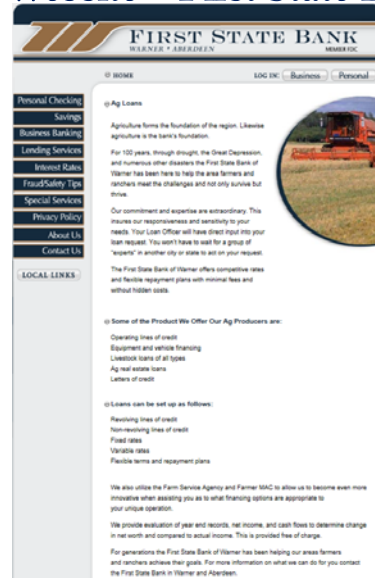 FIRST STATE BANK
WARNER * ABERDEEN MEMBER FDIC
HOME LOG IN: Business Personal
Personal Checking
Savings
Business Banking
Lending Services
Interest Rates
Fraud/Safety Tips
Special Services
Privacy Policy
About Us
Contact Us
LOCAL LINKS
Ag Loans
Agriculture forms the foundation of the region. Likewise
agriculture is the bank's foundation.
For 100 years, through drought, the Great Depression,
and numerous other disasters the First State Bank of
Warner has been here to help the area farmers and
ranchers meet the challenges and not only survive but
thrive.
Our commitment and expertise are extraordinary. This
insures our responsiveness and sensitivity to your
needs. Your Loan Officer will have direct input into your
loan request. You won't have to wait for a group of
"experts" in another city or state to act on your request.
The First State Bank of Warner offers competitive rates
and flexible repayment plans with minimal fees and
without hidden costs.
Some of the Product We Offer Our Ag Producers are:
Operating lines of credit
Equipment and vehicle financing
Livestock loans of all types
Ag real estate loans
Letters of credit
Loans can be set up as follows:
Revolving lines of credit
Non-revolving lines of credit
Fixed rates
Variable rates
Flexible terms and repayment plans
We also utilize the Farm Service Agency and Farmer MAC to allow us to become even more
innovative when assisting you as to what financing options are appropriate to
your unique operation.
We provide evaluation of year end records, net income, and cash flows to determine change
in net worth and compared to actual income. This is provided free of charge.
For generations the First State Bank of Warner has been helping our areas farmers
and ranchers achieve their goals. For more information on what we can do for you contact
the First State Bank in Warner and Aberdeen.